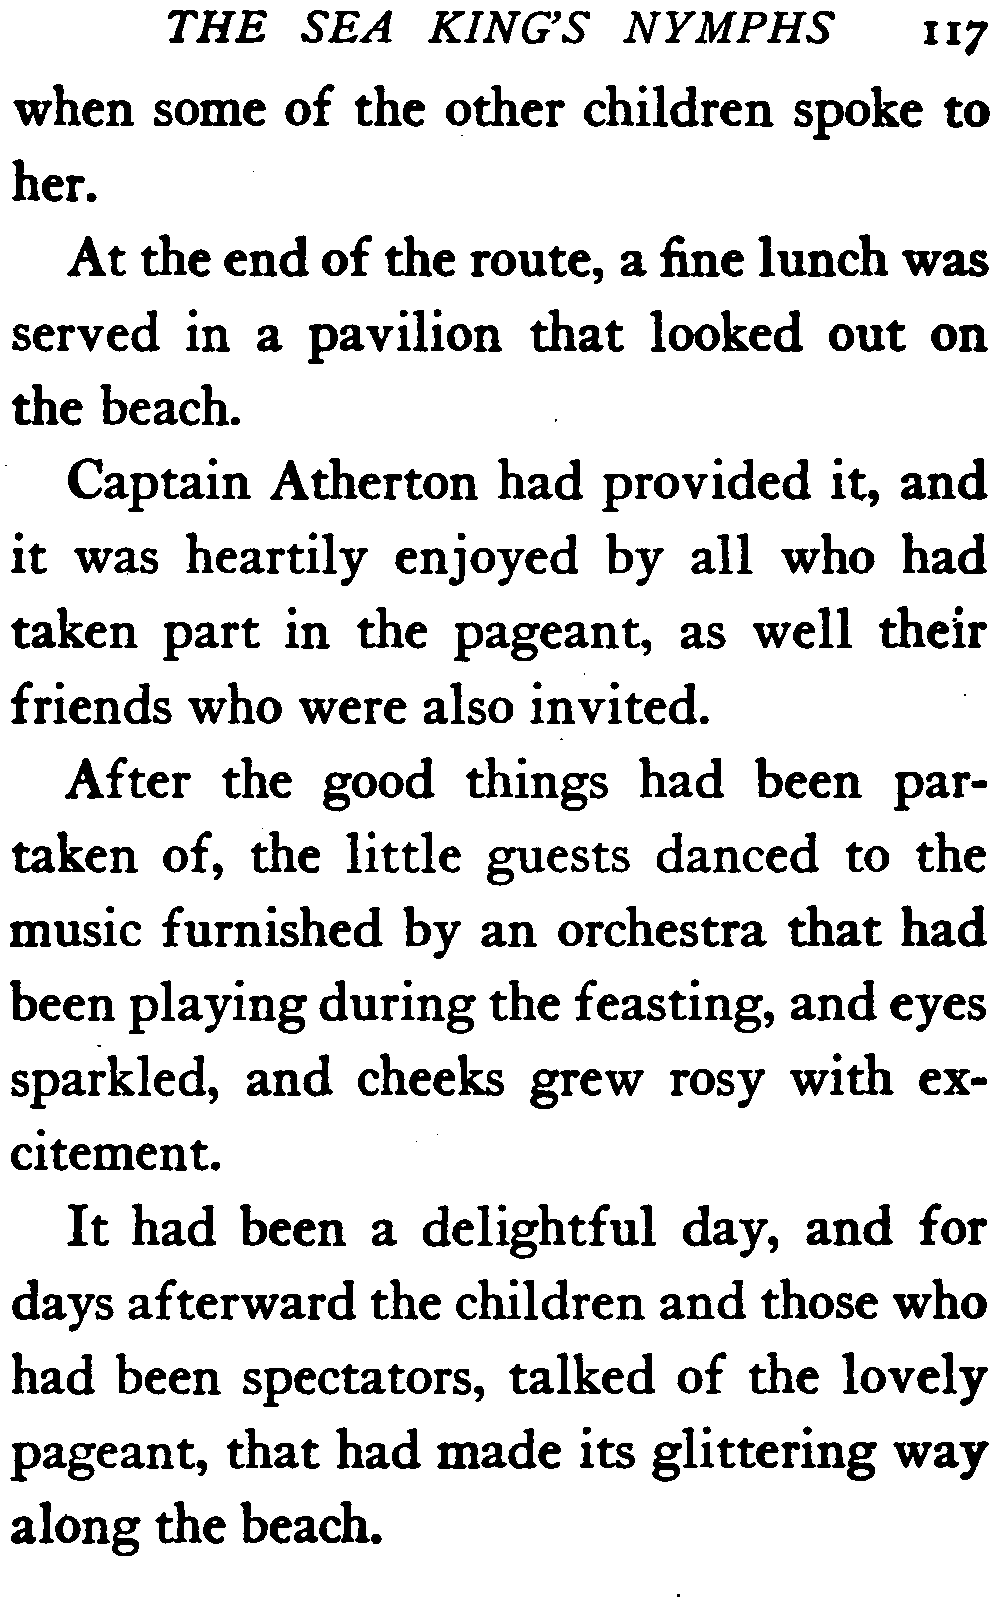 THE SEA KING'S NYMPHS 117
when some of the other children spoke to
her.
At the end of the route, a fine lunch was
served in a pavilion that looked out on
the beach.
Captain Atherton had provided it, and
it was heartily enjoyed by all who had
taken part in the pageant, as well their
friends who were also invited.
After the good things had been par-
taken of, the little guests danced to the
music furnished by an orchestra that had
been playing during the feasting, and eyes
sparkled, and cheeks grew rosy with ex-
citement.
It had been a delightful day, and for
days afterward the children and those who
had been spectators, talked of the lovely
pageant, that had made its glittering way
along the beach.